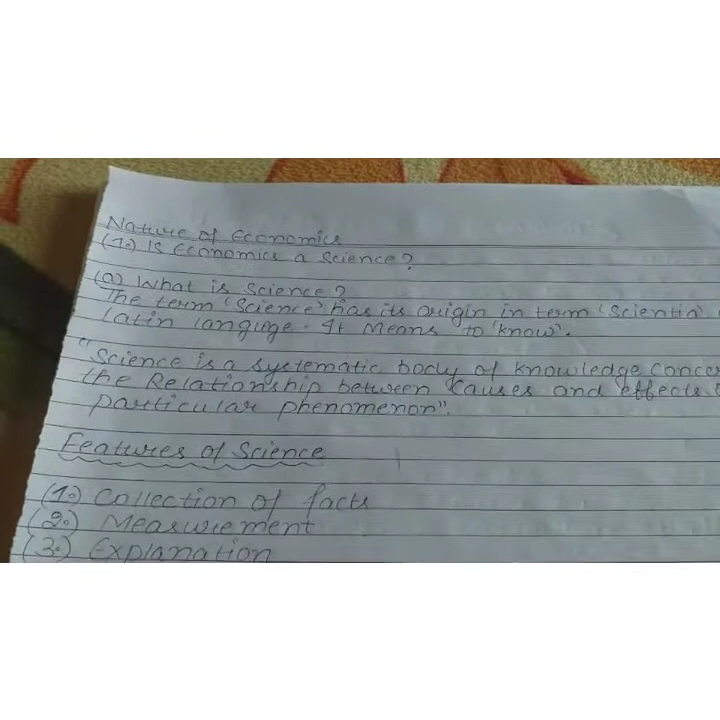 Nature of Economics
(1.) Is Economics a Science?
(a) What is Science?
The term 'Science' has its origin in term 'Scientia'
latin languge. It Means to 'know'.
"Science is a systematic body of knowledge concer
the Relationship between causes and effects
particular phenomenon".
Features of Science
(1.) Collection of facts
(2.) Measurement
(3.) Explanation